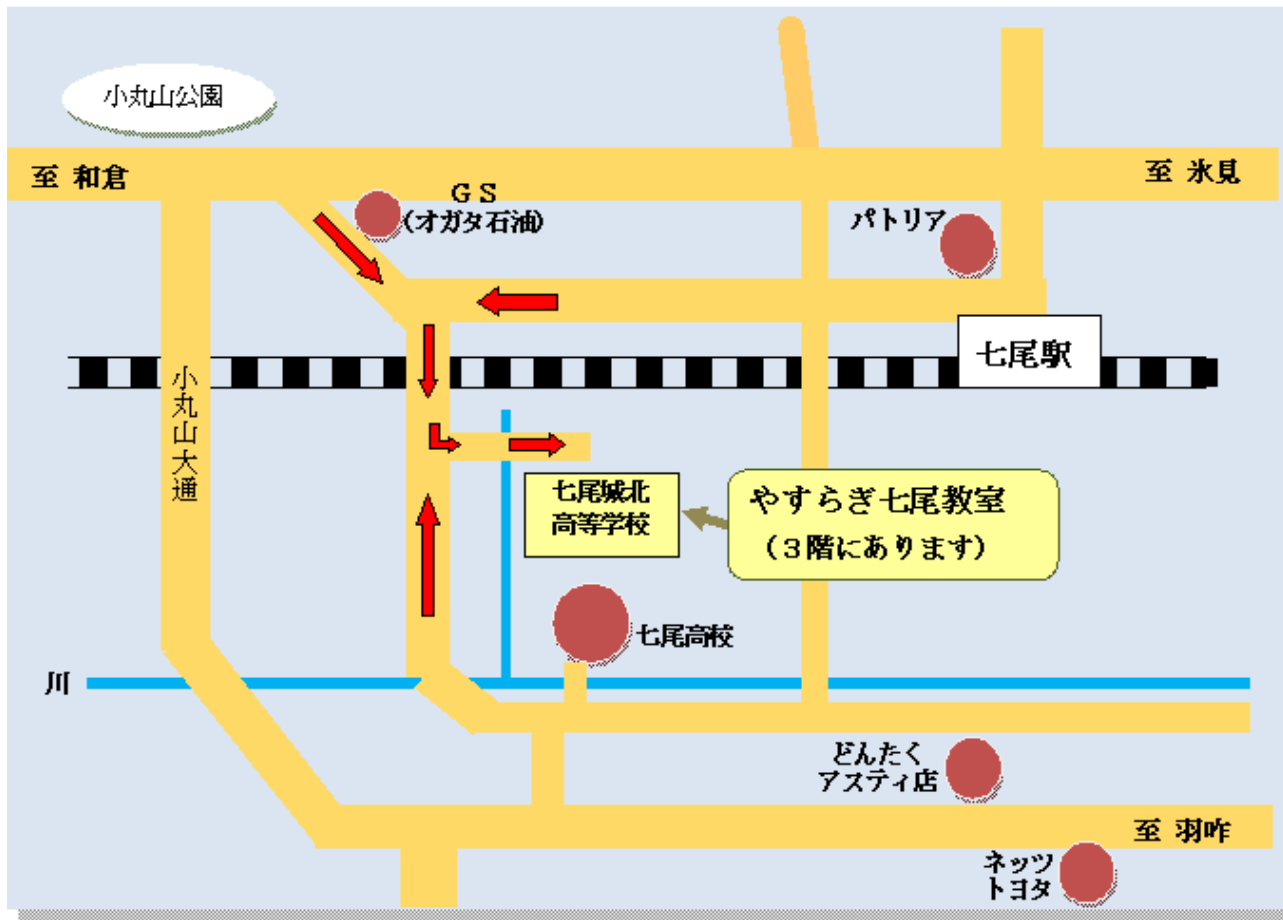 小丸山公園
至 和倉
至 氷見
ＧＳ
(オガタ石油)
パトリア
七尾駅
小丸山大通
七尾城北
高等学校
やすらぎ七尾教室
（３階にあります）
七尾高校
川
どんたく
アスティ店
至 羽咋
ネッツ
トヨタ